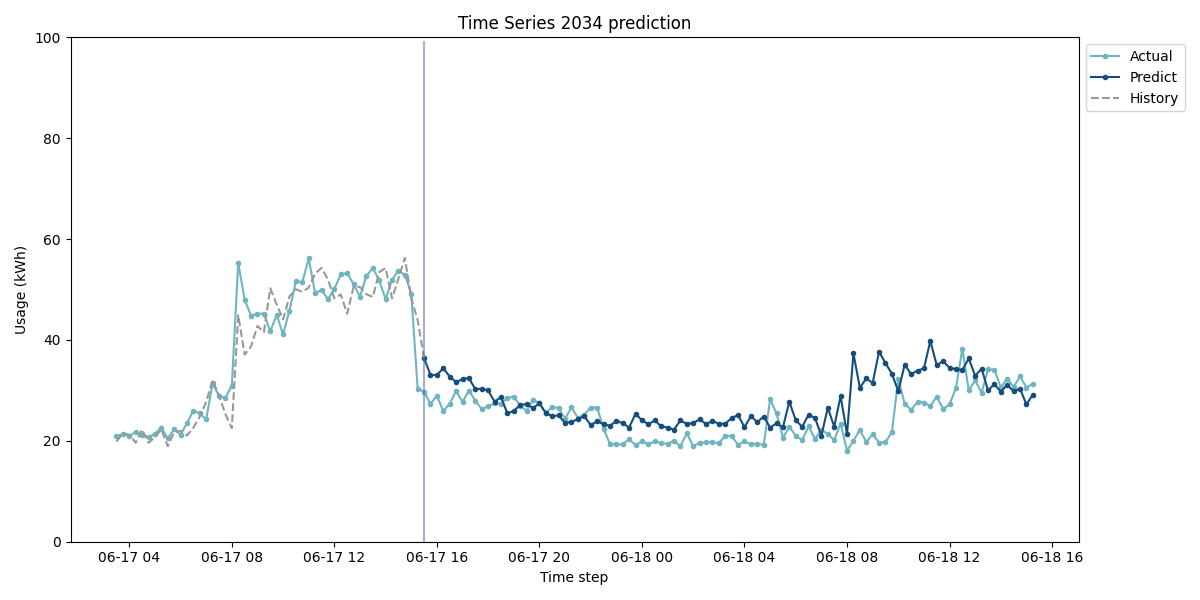 Time Series 2034 prediction
100
80
60
40
20
0
Usage (kWh)
06-17 04
06-17 08
06-17 12
06-17 16
06-17 20
06-18 00
06-18 04
06-18 08
06-18 12
06-18 16
Time step
Actual
Predict
History